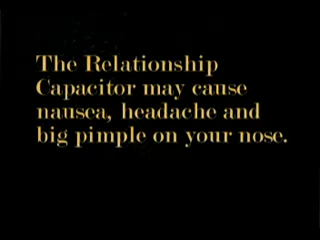 The Relationship
Capacitor may cause
nausea, headache and
big pimple on your nose.